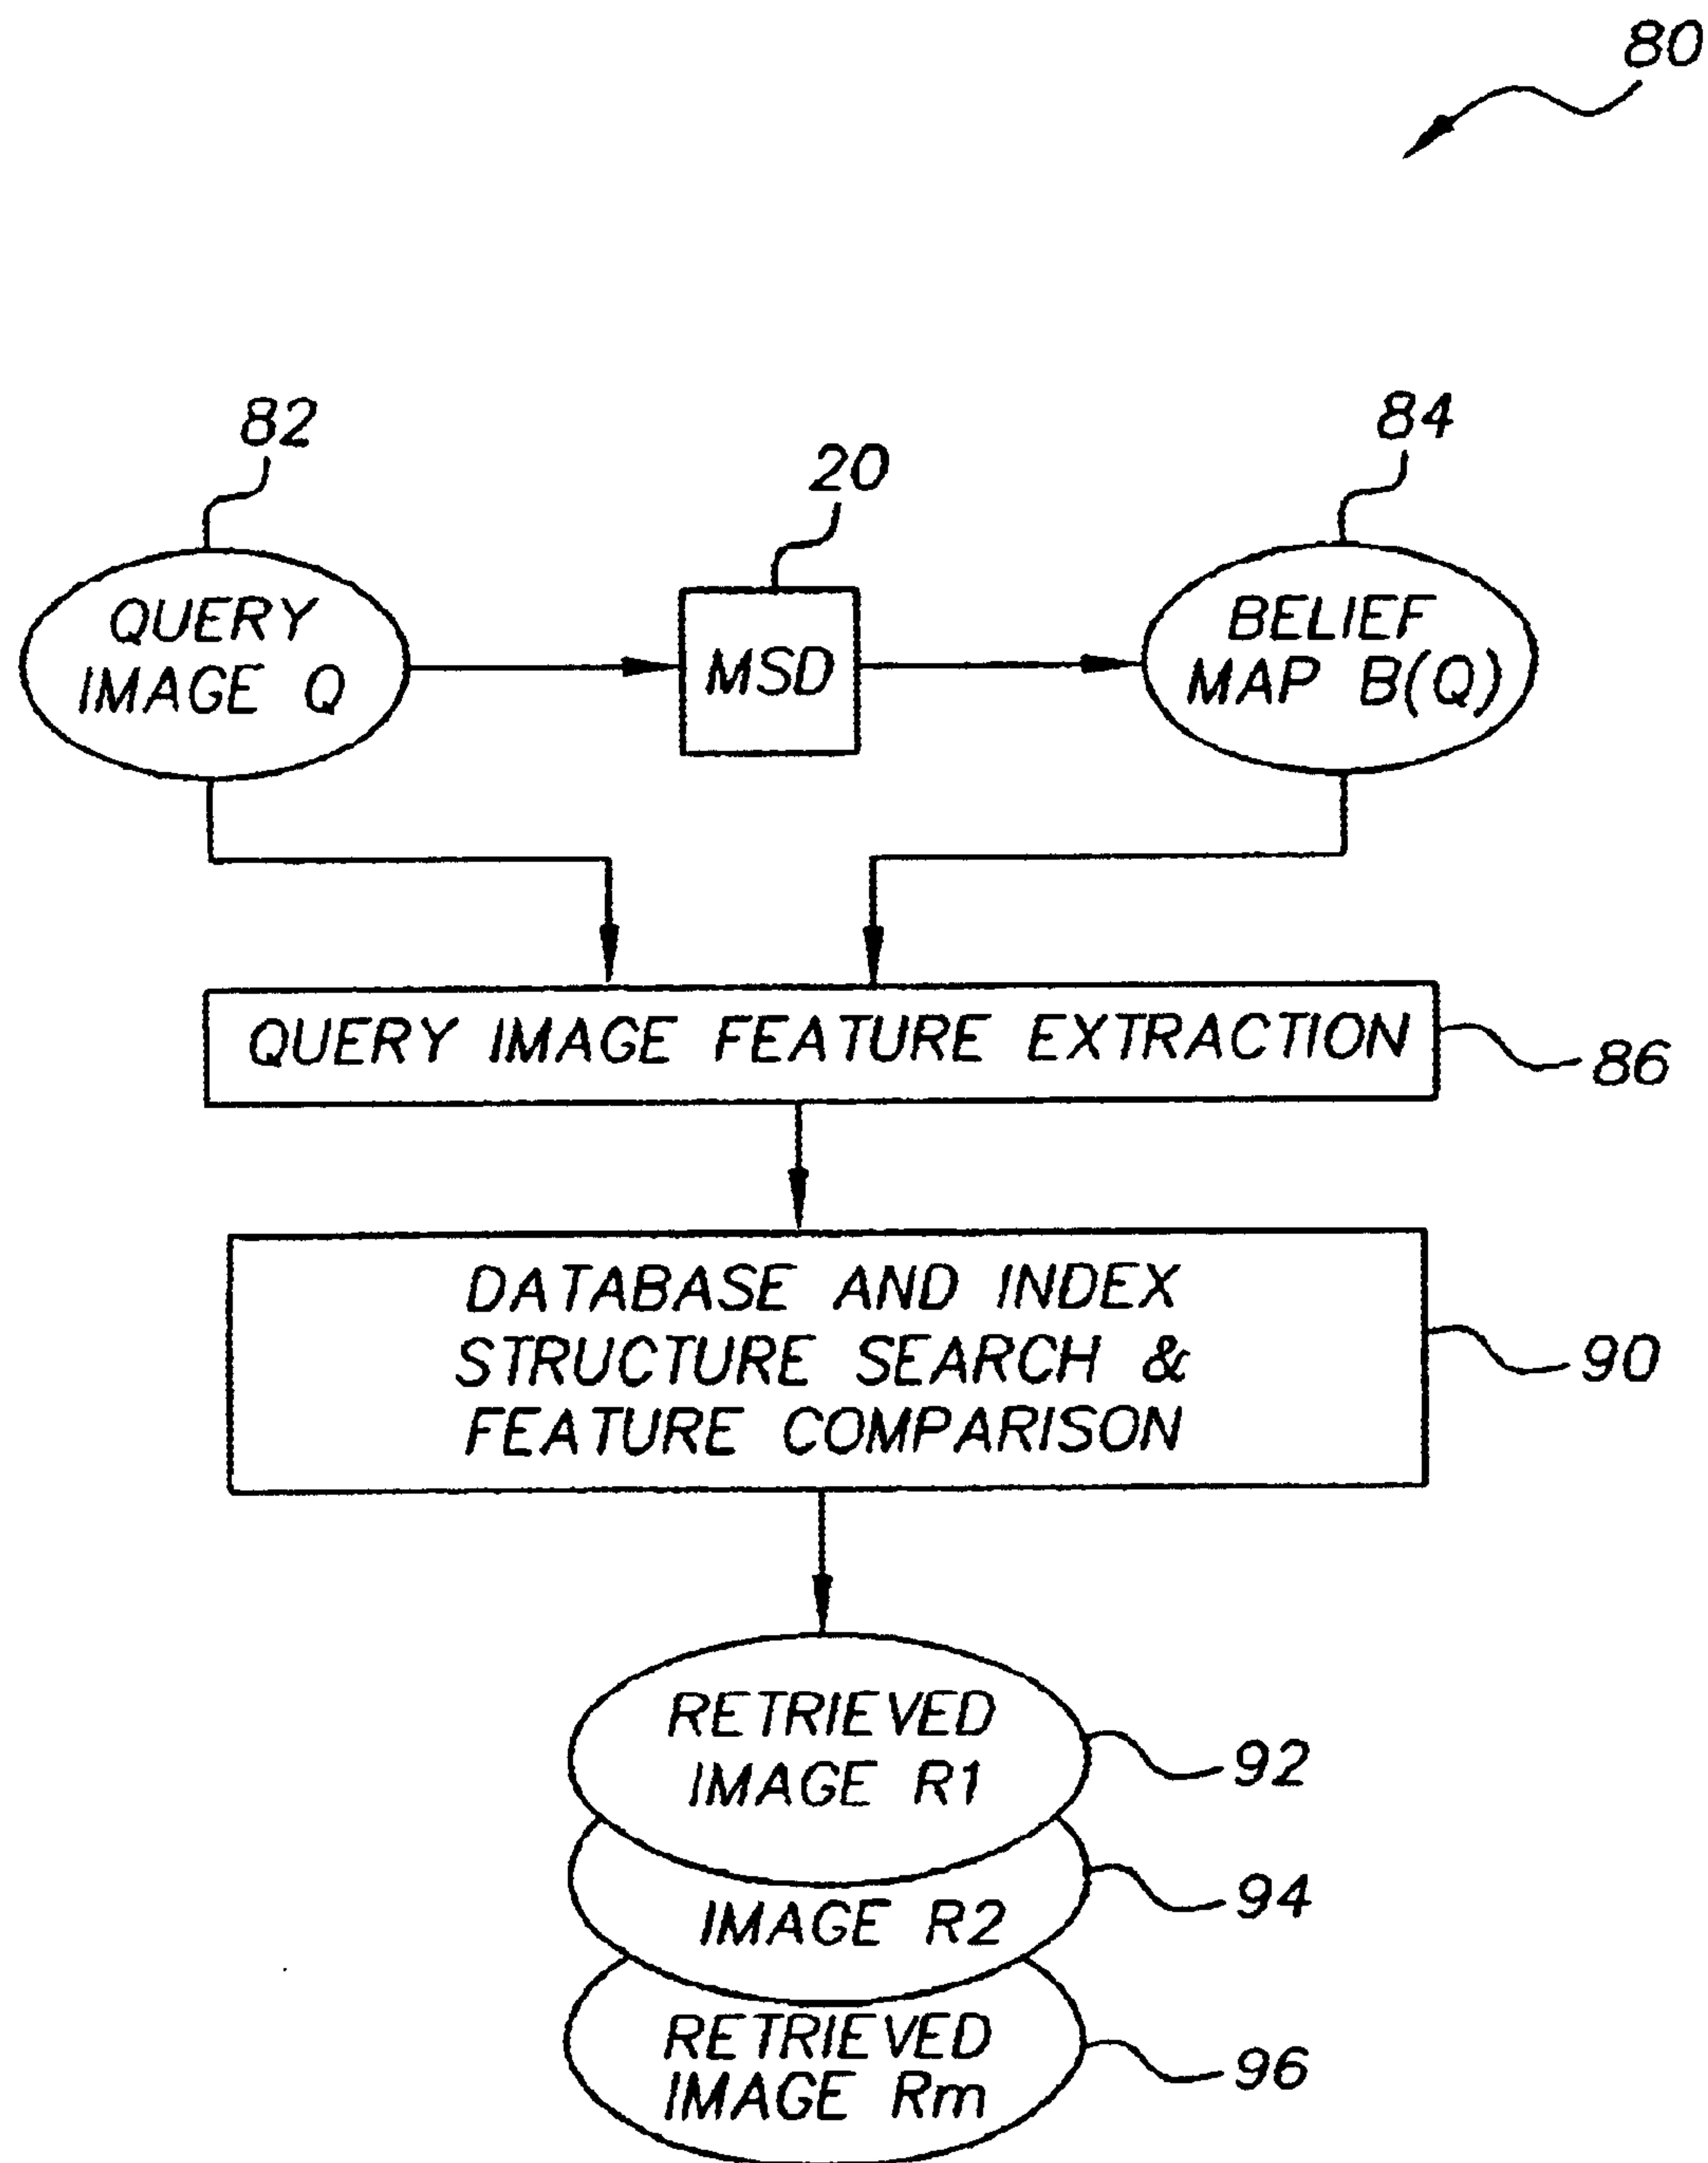 80
82
20
84
QUERY
IMAGE Q
MSD
BELIEF
MAP B(Q)
QUERY IMAGE FEATURE EXTRACTION
86
DATABASE AND INDEX
STRUCTURE SEARCH &
FEATURE COMPARISON
90
RETRIEVED
IMAGE R1
92
IMAGE R2
94
RETRIEVED
IMAGE Rm
96